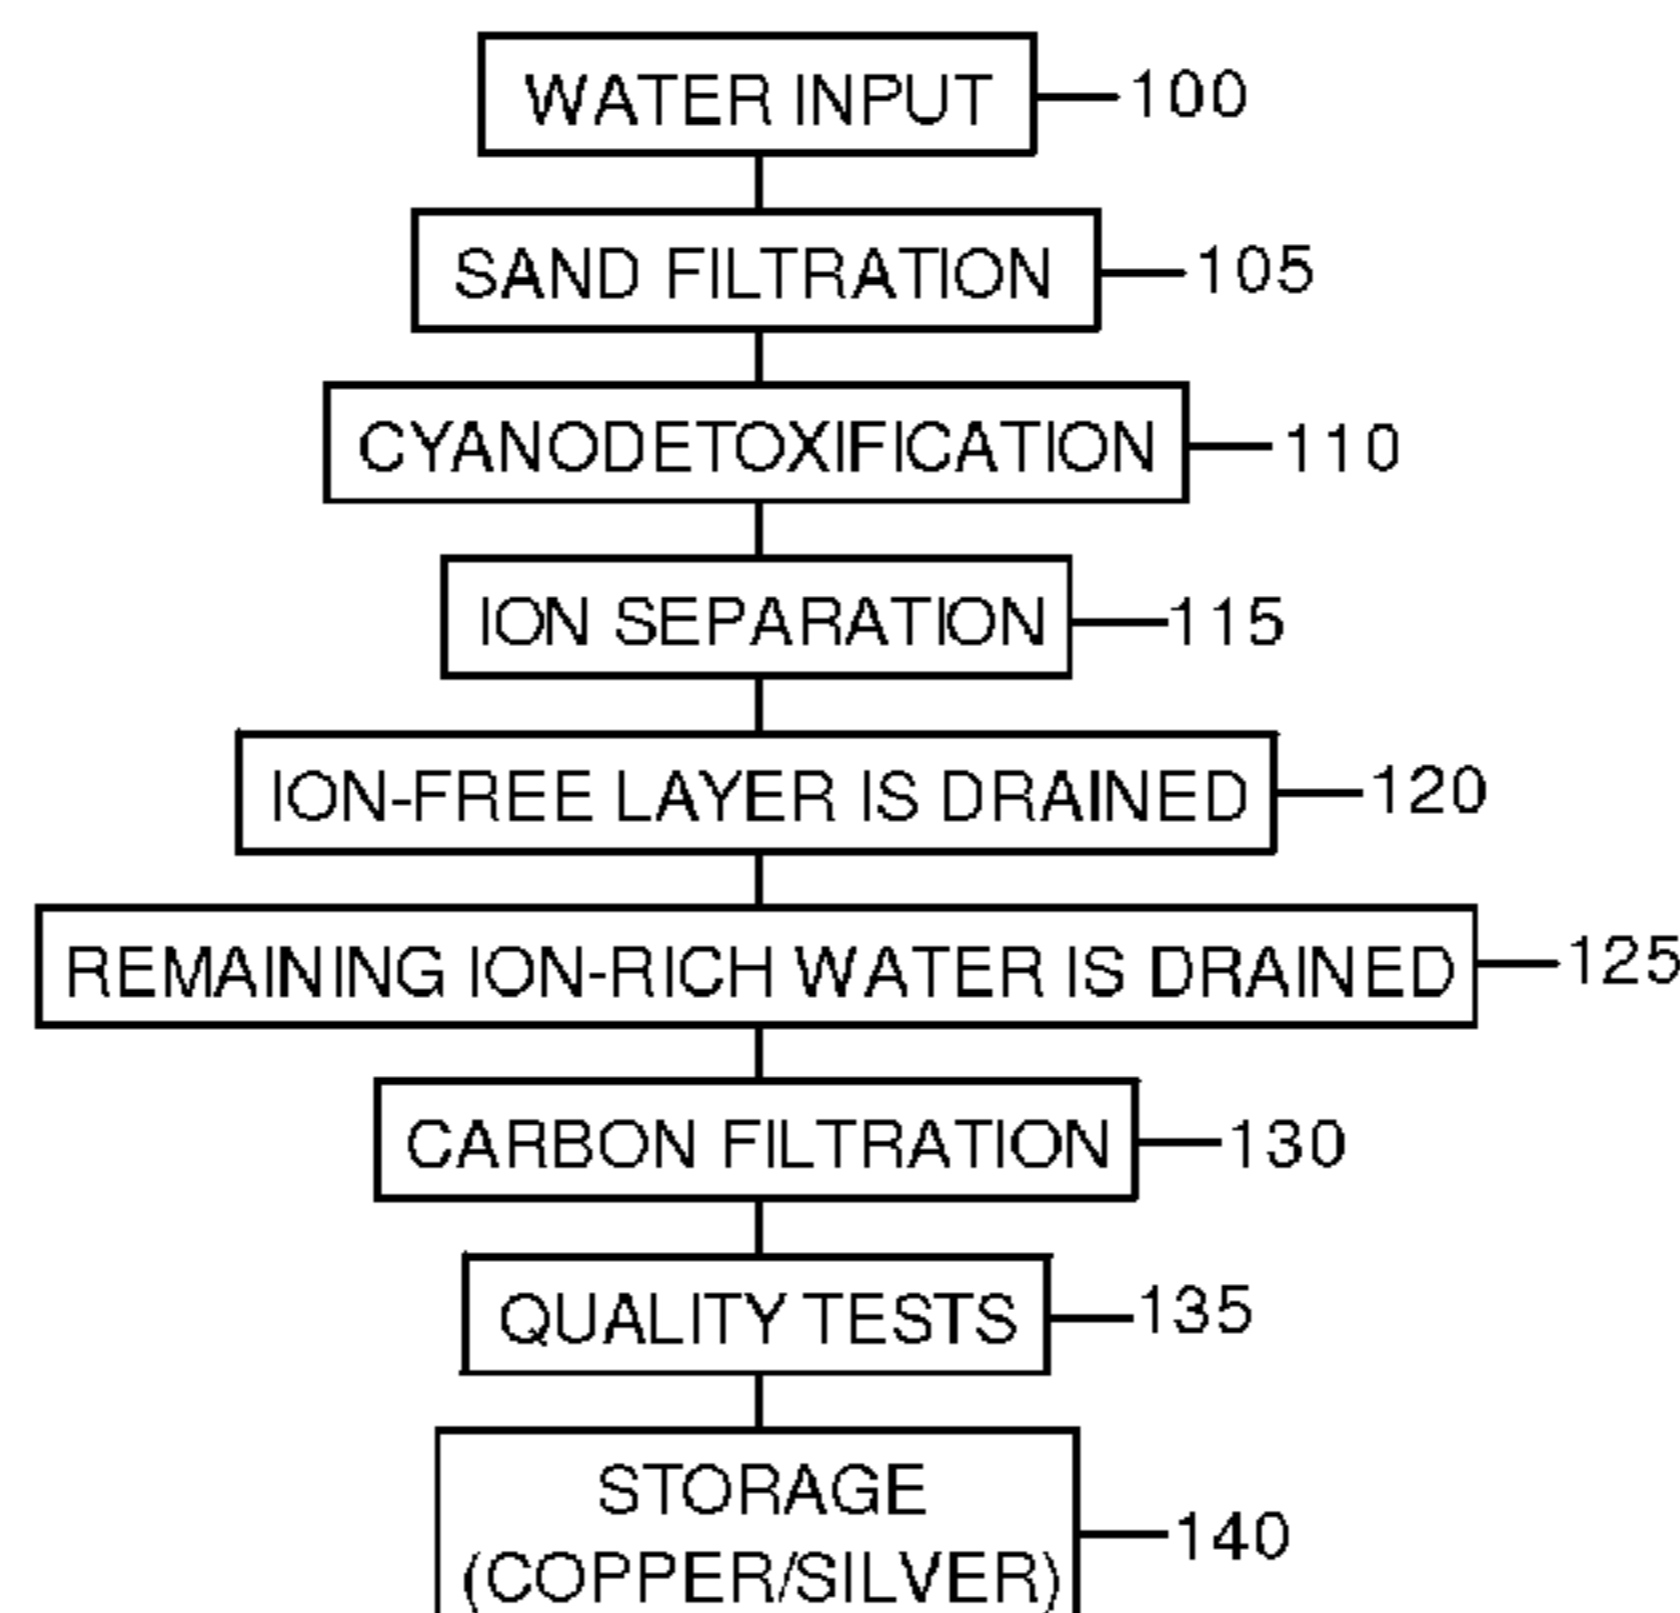 WATER INPUT 100
SAND FILTRATION 105
CYANODETOXIFICATION 110
ION SEPARATION 115
ION-FREE LAYER IS DRAINED 120
REMAINING ION-RICH WATER IS DRAINED 125
CARBON FILTRATION 130
QUALITY TESTS 135
STORAGE
(COPPER/SILVER) 140